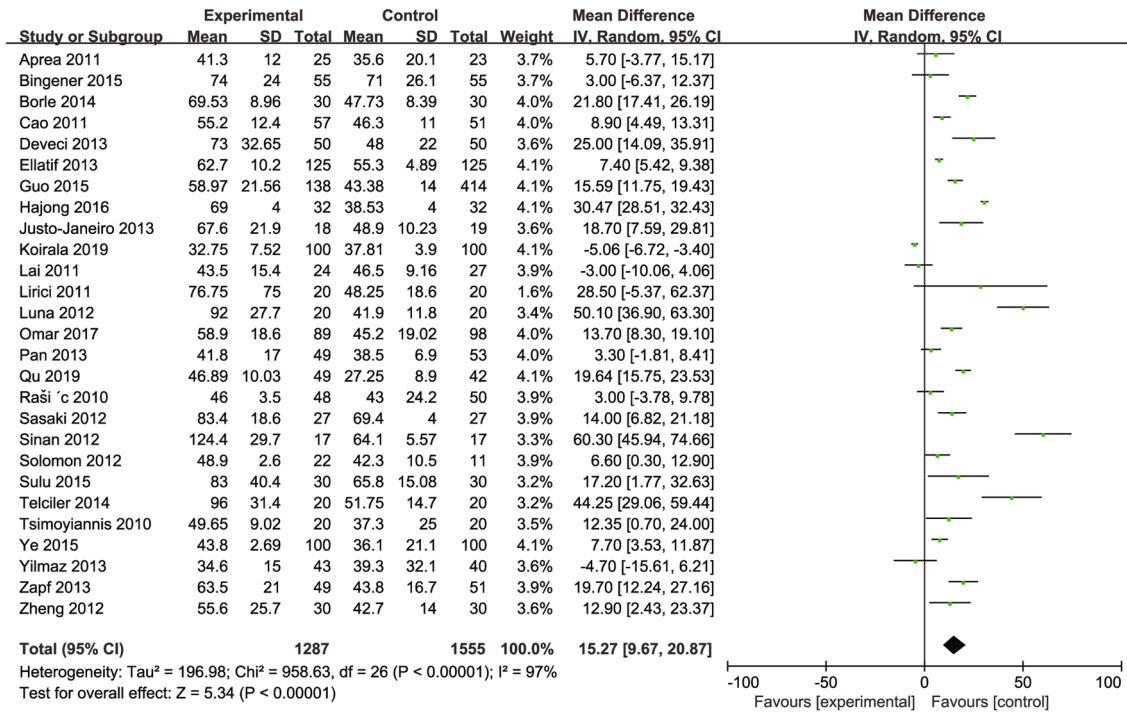 Experimental Control Mean Difference Mean Difference
Study or Subgroup Mean SD Total Mean SD Total Weight IV, Random, 95% CI IV, Random, 95% CI
Aprea 2011 41.3 12 25 35.6 20.1 23 3.7% 5.70 [-3.77, 15.17]
Bingener 2015 74 24 55 71 26.1 55 3.7% 3.00 [-6.37, 12.37]
Borle 2014 69.53 8.96 30 47.73 8.39 30 4.0% 21.80 [17.41, 26.19]
Cao 2011 55.2 12.4 57 46.3 11 51 4.0% 8.90 [4.49, 13.31]
Deveci 2013 73 32.65 50 48 22 50 3.6% 25.00 [14.09, 35.91]
Ellatif 2013 62.7 10.2 125 55.3 4.89 125 4.1% 7.40 [5.42, 9.38]
Guo 2015 58.97 21.56 138 43.38 14 414 4.1% 15.59 [11.75, 19.43]
Hajong 2016 69 4 32 38.53 4 32 4.1% 30.47 [28.51, 32.43]
Justo-Janeiro 2013 67.6 21.9 18 48.9 10.23 19 3.6% 18.70 [7.59, 29.81]
Koirala 2019 32.75 7.52 100 37.81 3.9 100 4.1% -5.06 [-6.72, -3.40]
Lai 2011 43.5 15.4 24 46.5 9.16 27 3.9% -3.00 [-10.06, 4.06]
Lirici 2011 76.75 75 20 48.25 18.6 20 1.6% 28.50 [-5.37, 62.37]
Luna 2012 92 27.7 20 41.9 11.8 20 3.4% 50.10 [36.90, 63.30]
Omar 2017 58.9 18.6 89 45.2 19.02 98 4.0% 13.70 [8.30, 19.10]
Pan 2013 41.8 17 49 38.5 6.9 53 4.0% 3.30 [-1.81, 8.41]
Qu 2019 46.89 10.03 49 27.25 8.9 42 4.1% 19.64 [15.75, 23.53]
Raši ´c 2010 46 3.5 48 43 24.2 50 3.9% 3.00 [-3.78, 9.78]
Sasaki 2012 83.4 18.6 27 69.4 4 27 3.9% 14.00 [6.82, 21.18]
Sinan 2012 124.4 29.7 17 64.1 5.57 17 3.3% 60.30 [45.94, 74.66]
Solomon 2012 48.9 2.6 22 42.3 10.5 11 3.9% 6.60 [0.30, 12.90]
Sulu 2015 83 40.4 30 65.8 15.08 30 3.2% 17.20 [1.77, 32.63]
Telciler 2014 96 31.4 20 51.75 14.7 20 3.2% 44.25 [29.06, 59.44]
Tsimoyiannis 2010 49.65 9.02 20 37.3 25 20 3.5% 12.35 [0.70, 24.00]
Ye 2015 43.8 2.69 100 36.1 21.1 100 4.1% 7.70 [3.53, 11.87]
Yilmaz 2013 34.6 15 43 39.3 32.1 40 3.6% -4.70 [-15.61, 6.21]
Zapf 2013 63.5 21 49 43.8 16.7 51 3.9% 19.70 [12.24, 27.16]
Zheng 2012 55.6 25.7 30 42.7 14 30 3.6% 12.90 [2.43, 23.37]
Total (95% CI) 1287 1555 100.0% 15.27 [9.67, 20.87]
Heterogeneity: Tau² = 196.98; Chi² = 958.63, df = 26 (P < 0.00001); I² = 97%
Test for overall effect: Z = 5.34 (P < 0.00001)
-100 -50 0 50 100
Favours [experimental] Favours [control]